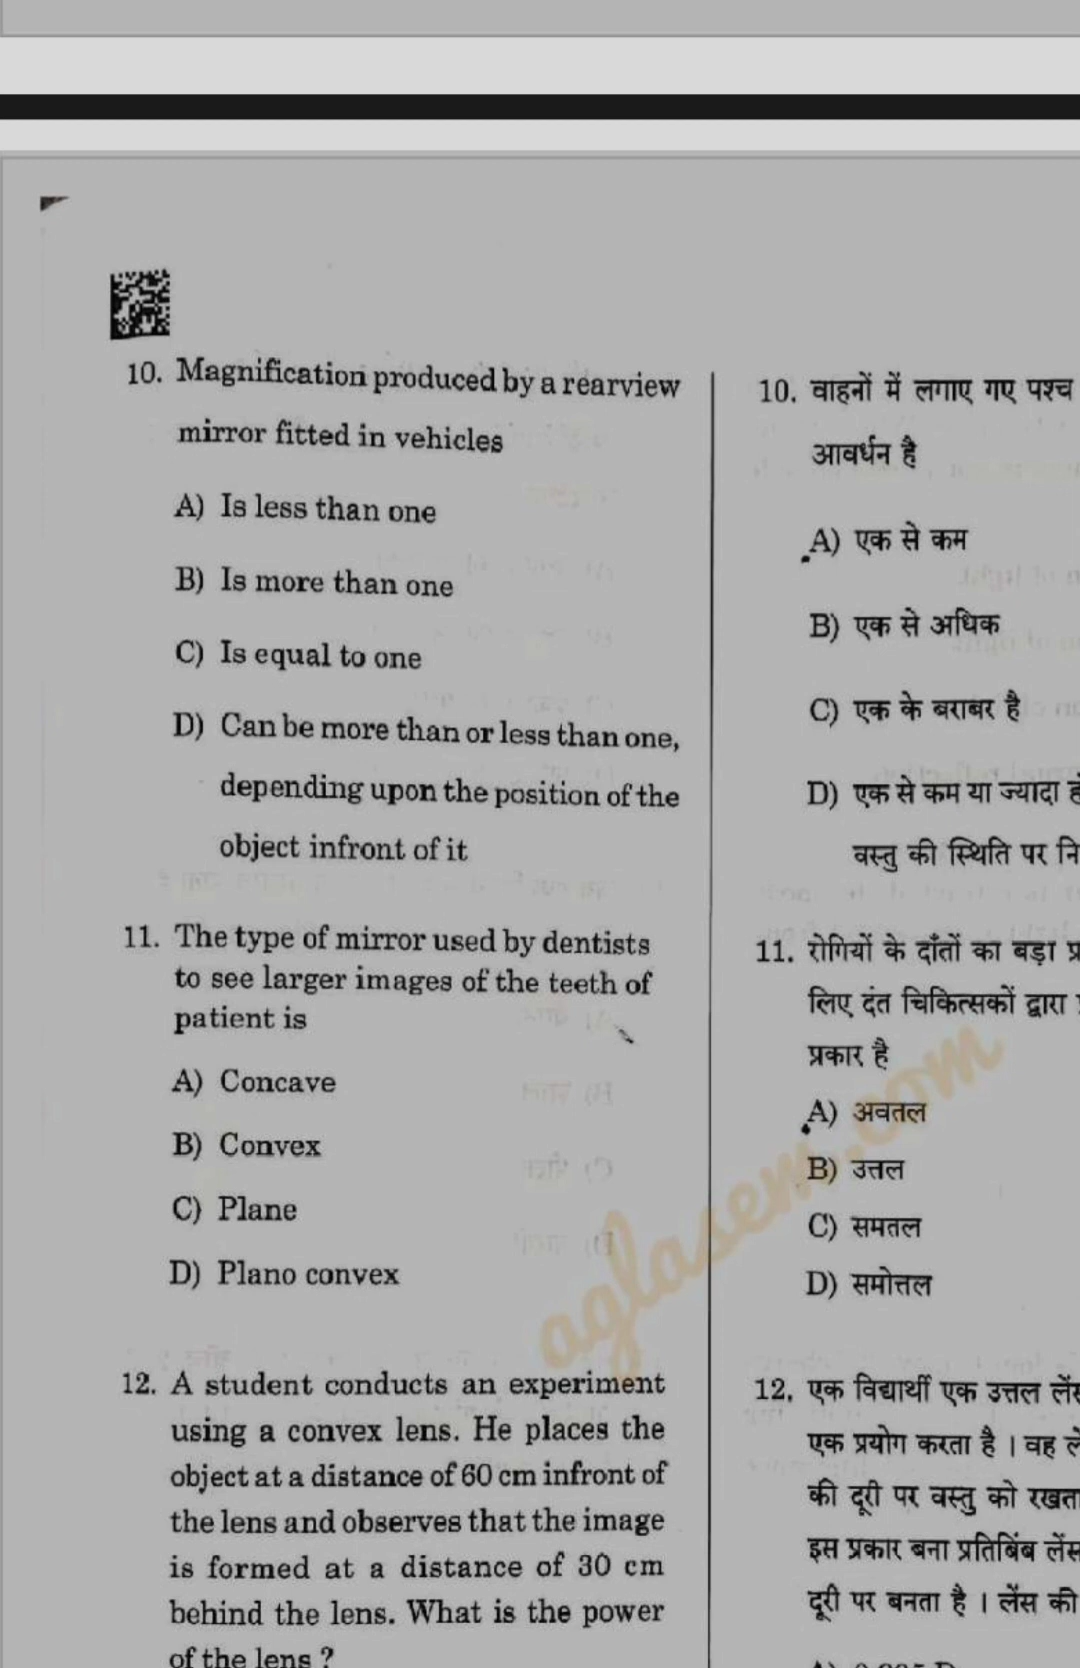 10. Magnification produced by a rearview
mirror fitted in vehicles
A) Is less than one
B) Is more than one
C) Is equal to one
D) Can be more than or less than one,
depending upon the position of the
object infront of it
11. The type of mirror used by dentists
to see larger images of the teeth of
patient is
A) Concave
B) Convex
C) Plane
D) Plano convex
12. A student conducts an experiment
using a convex lens. He places the
object at a distance of 60 cm infront of
the lens and observes that the image
is formed at a distance of 30 cm
behind the lens. What is the power
of the lens ?
10. वाहनों में लगाए गए पश्च
आवर्धन है
A) एक से कम
B) एक से अधिक
C) एक के बराबर है
D) एक से कम या ज्यादा
वस्तु की स्थिति पर
11. रोगियों के दाँतों का बड़ा
लिए दंत चिकित्सकों द्वारा
प्रकार है
A) अवतल
B) उत्तल
C) समतल
D) समोत्तल
12. एक विद्यार्थी एक उत्तल
एक प्रयोग करता है । वह
की दूरी पर वस्तु को
इस प्रकार बना प्रतिबिंब
दूरी पर बनता है । लेंस की
aglasem.com